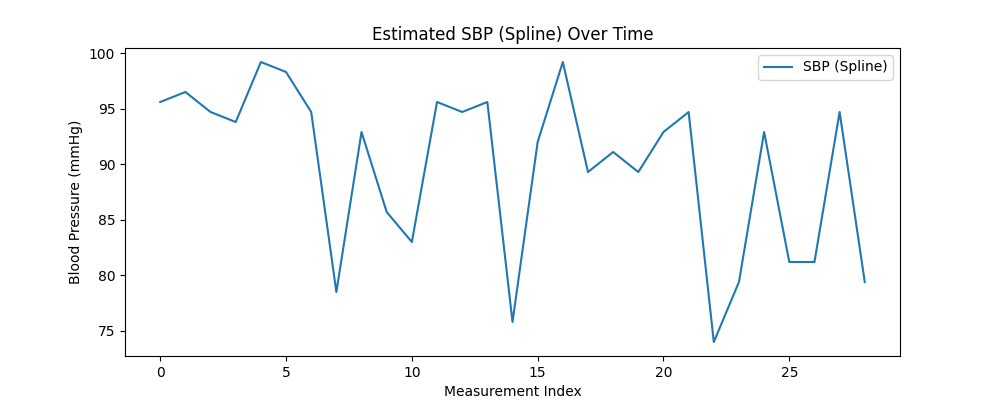 Estimated SBP (Spline) Over Time
SBP (Spline)
Blood Pressure (mmHg)
100
95
90
85
80
75
0 5 10 15 20 25
Measurement Index